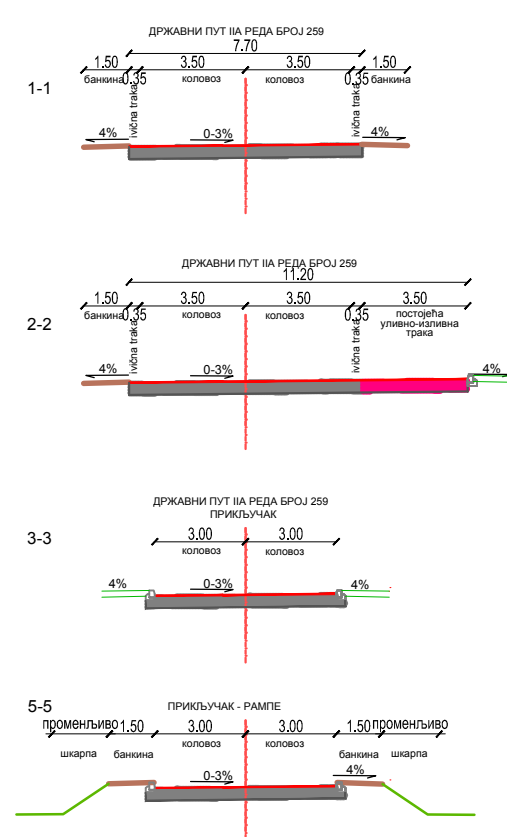 ДРЖАВНИ ПУТ IIA РЕДА БРОЈ 259
7.70
1.50 3.50 3.50 1.50
банкина 0.35 коловоз коловоз 0.35 банкина
1-1
ivična traka ivična traka
4% 0-3% 4%
ДРЖАВНИ ПУТ IIA РЕДА БРОЈ 259
11.20
1.50 3.50 3.50 3.50
банкина 0.35 коловоз коловоз 0.35 постојећа
уливно-изливна
трака
2-2
ivična traka ivična traka
4% 0-3% 4%
ДРЖАВНИ ПУТ IIA РЕДА БРОЈ 259
ПРИКЉУЧАК
3-3
3.00 3.00
коловоз коловоз
4% 0-3% 4%
5-5
ПРИКЉУЧАК - РАМПЕ
променљиво 1.50 3.00 3.00 1.50 променљиво
шкарпа банкина коловоз коловоз банкина шкарпа
0-3% 4%